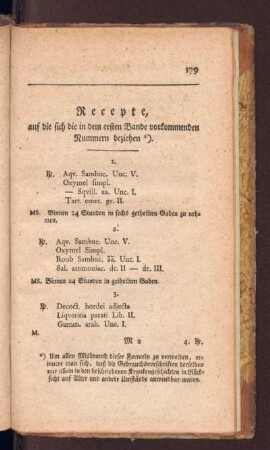 179
Recepte,
auf die sich die in dem ersten Bande vorkommenden
Nummern beziehen *).
1.
℞. Aqv. Sambuc. Unc. V.
Oxymel simpl.
— Sqvill. aa. Unc. I.
Tart. emet. gr. II.
MS. Binnen 24 Stunden in sechs getheilten Gaben zu neh-
men.
2.
℞. Aqv. Sambuc. Unc. V.
Oxymel Simpl.
Roob Sambuc. āā. Unc. I.
Sal. ammoniac. dr. II — dr. III.
MS. Binnen 24 Stunden in getheilten Gaben.
3.
℞. Decoct. hordei adjecta
Liqveritia parati Lib. II.
Gumm. arab. Unc. I.
M.
M 2
4. ℞.
*) Um allen Mißbrauch dieser Formeln zu vermeiden, er-
innere man sich, daß die Gebrauchsvorschriften derselben
nur allein in den beschriebenen Krankengeschichten in Rück-
sicht auf Alter und andere Umstände anwendbar waren.